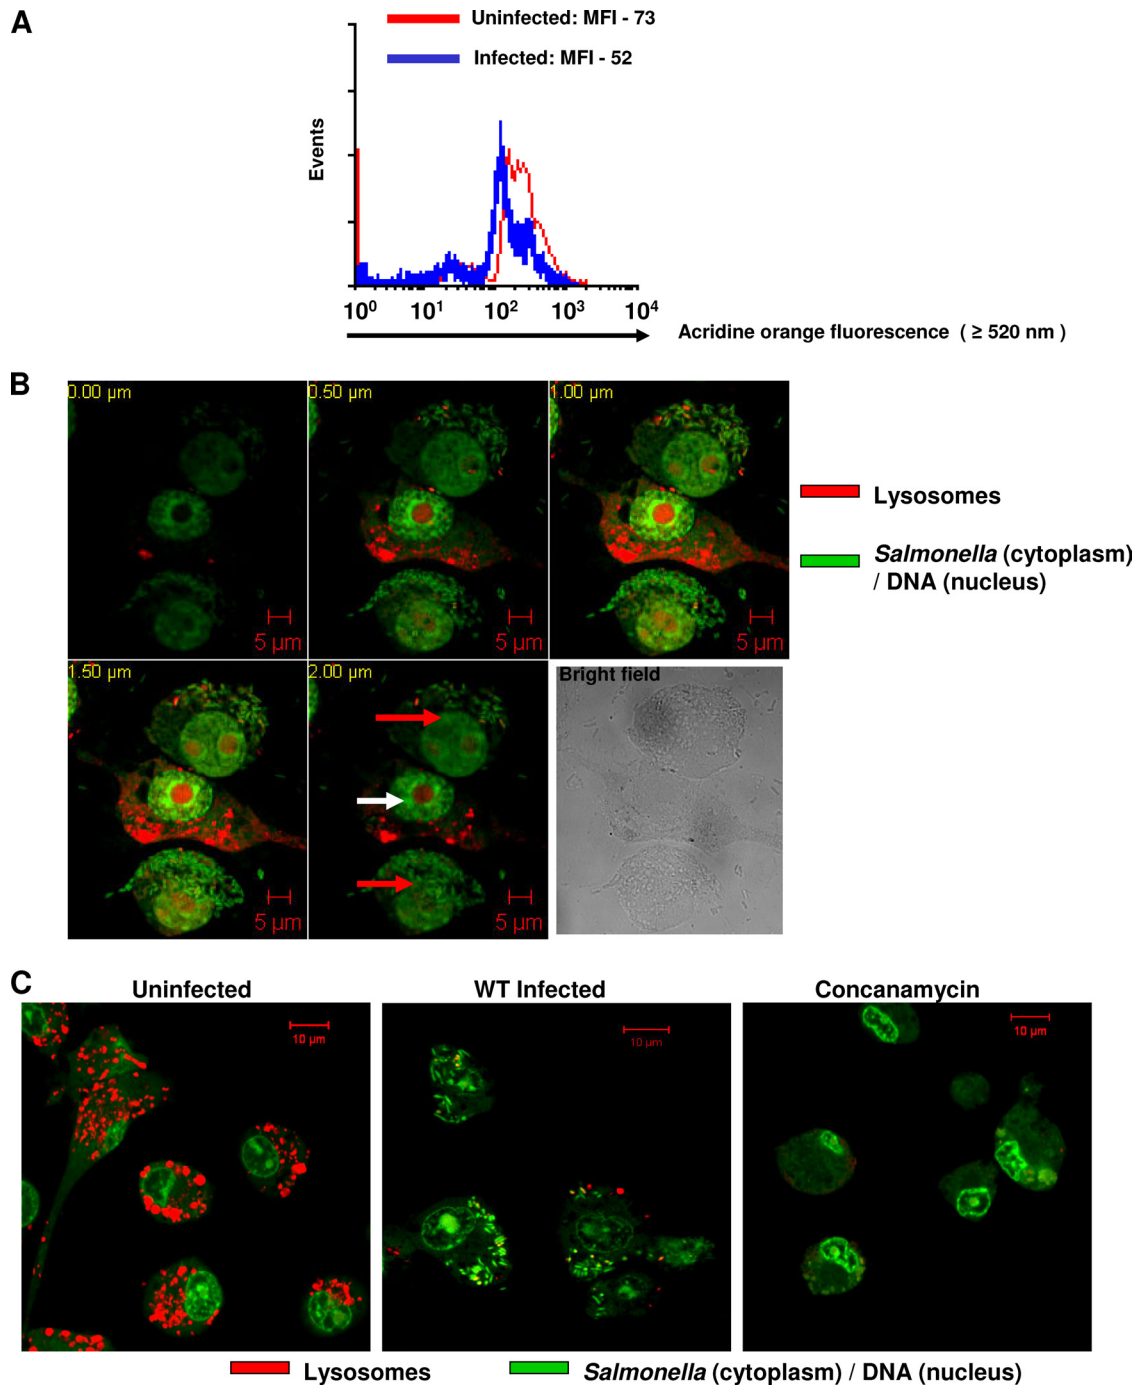 A
Uninfected: MFI - 73
Infected: MFI - 52
Events
10⁰ 10¹ 10² 10³ 10⁴
Acridine orange fluorescence ( ≥ 520 nm )
B
0.00 µm
0.50 µm
1.00 µm
5 µm
5 µm
5 µm
Lysosomes
Salmonella (cytoplasm)
/ DNA (nucleus)
1.50 µm
2.00 µm
Bright field
5 µm
5 µm
C
Uninfected
WT Infected
Concanamycin
10 µm
10 µm
10 µm
Lysosomes
Salmonella (cytoplasm) / DNA (nucleus)